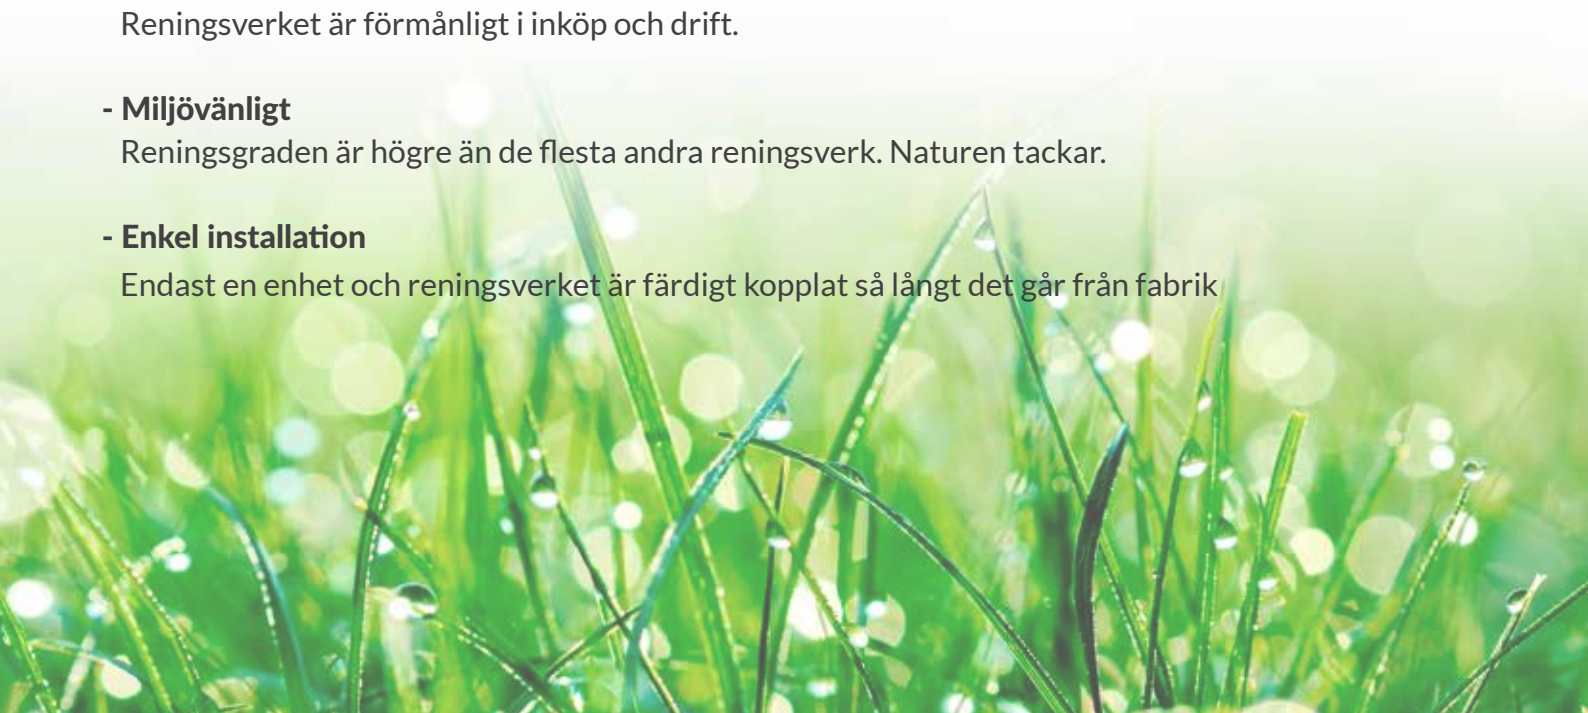 Reningsverket är förmånligt i inköp och drift.
- Miljövänligt
Reningsgraden är högre än de flesta andra reningsverk. Naturen tackar.
- Enkel installation
Endast en enhet och reningsverket är färdigt kopplat så långt det går från fabrik